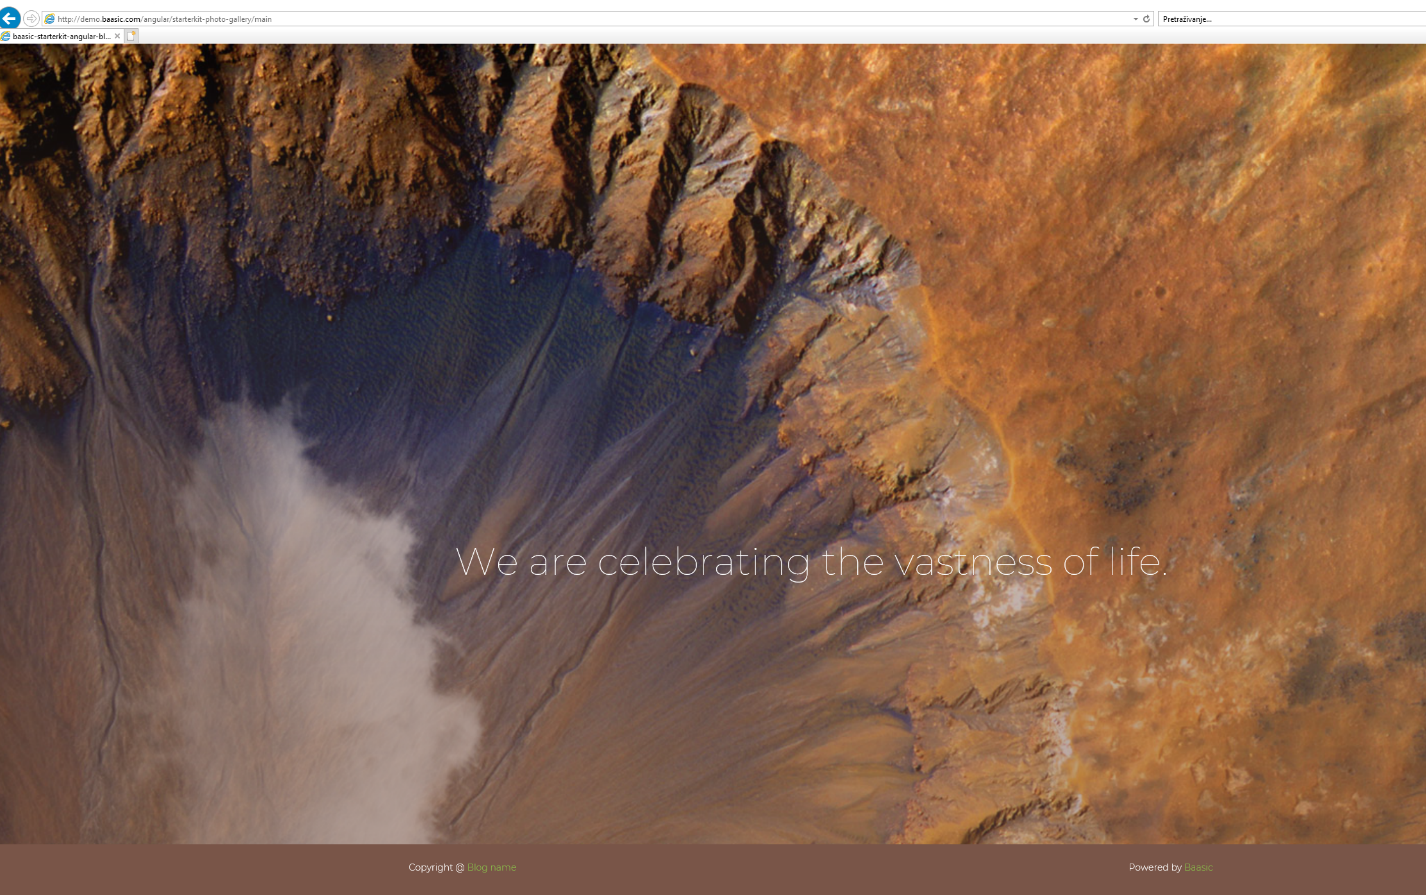 http://demo.baasic.com/angular/starterkit-photo-gallery/main
Pretraživanje...
baasic-starterkit-angular-bl...
We are celebrating the vastness of life.
Copyright @ Blog name
Powered by Baasic